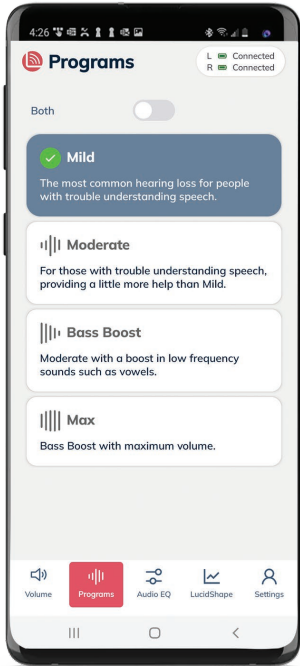 4:26
Programs
L Connected
R Connected
Both
Mild
The most common hearing loss for people
with trouble understanding speech.
Moderate
For those with trouble understanding speech,
providing a little more help than Mild.
Bass Boost
Moderate with a boost in low frequency
sounds such as vowels.
Max
Bass Boost with maximum volume.
Volume Programs Audio EQ LucidShape Settings